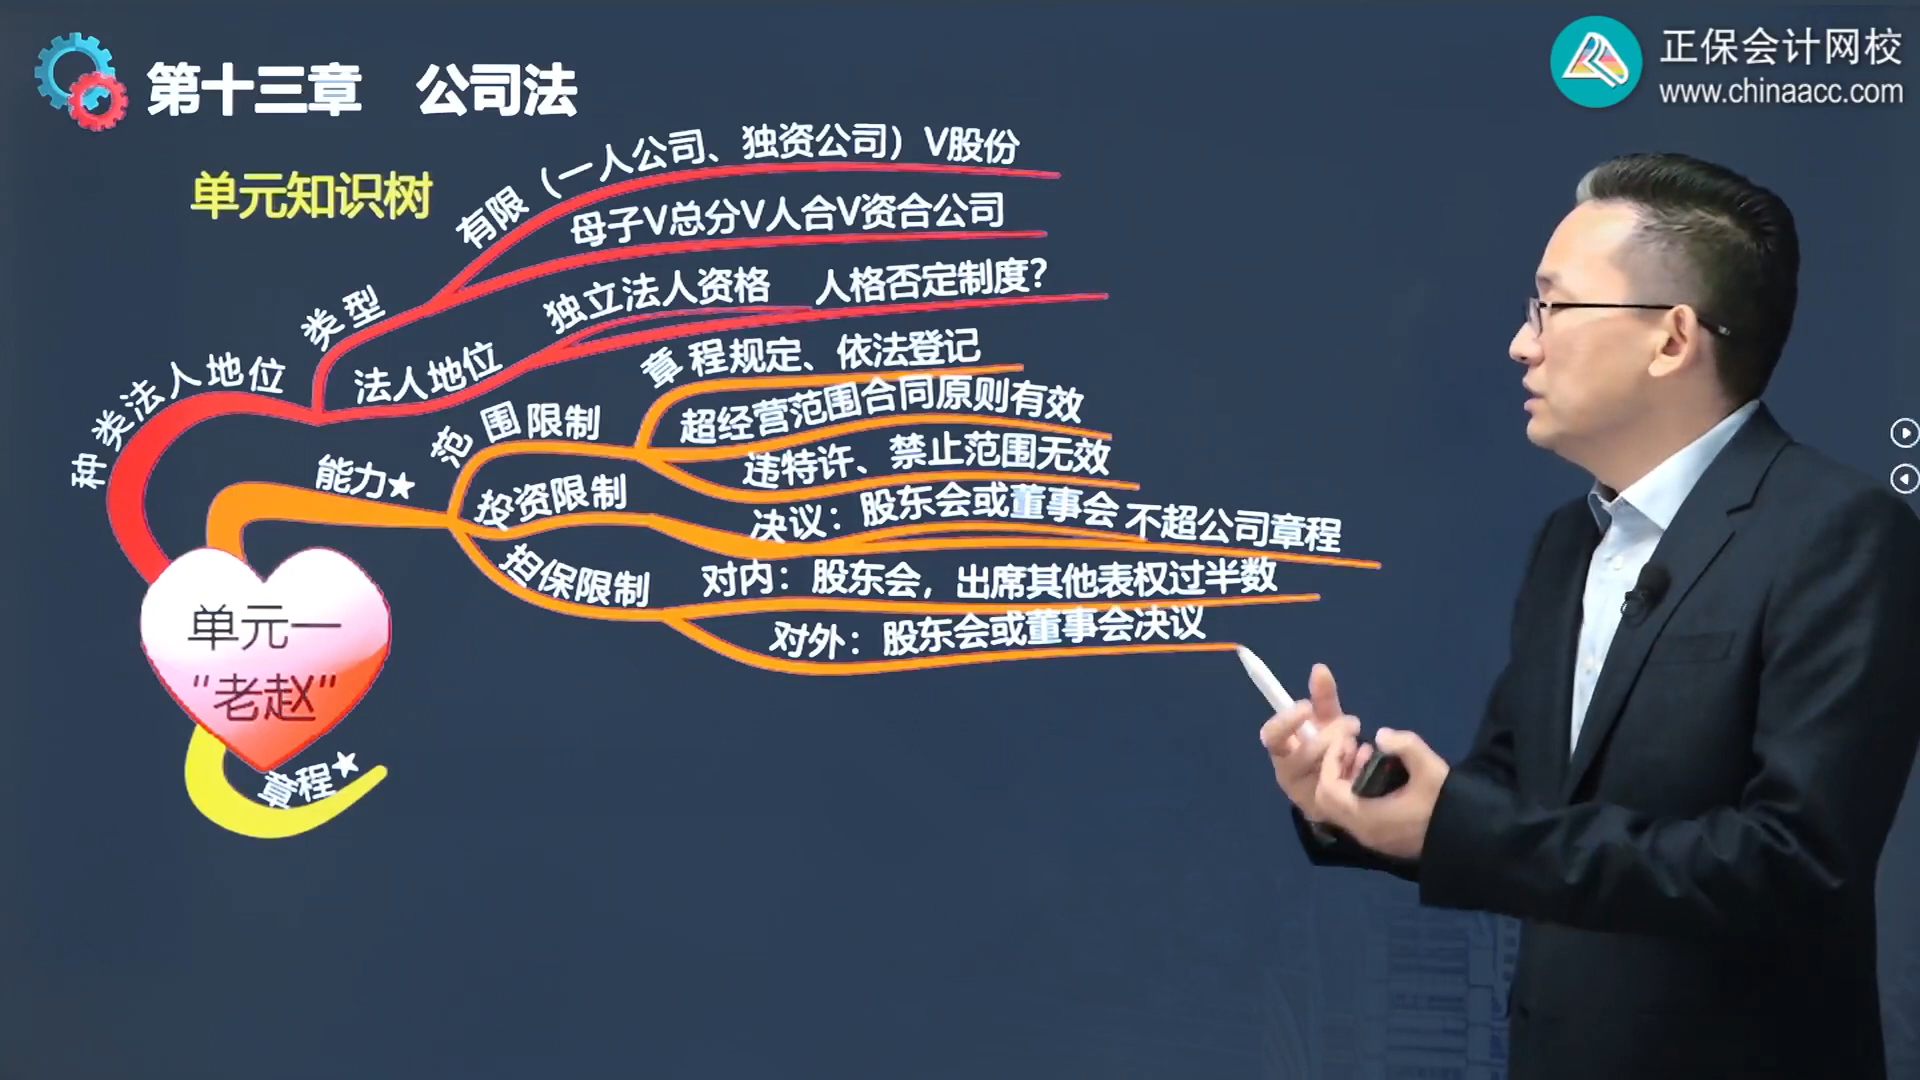 第十三章 公司法
正保会计网校
www.chinaacc.com
单元知识树
种类法人地位
类型
有限（一人公司、独资公司）V股份
母子V总分V人合V资合公司
法人地位
独立法人资格 人格否定制度？
能力★
范围限制
章程规定、依法登记
超经营范围合同原则有效
违特许、禁止范围无效
投资限制
决议：股东会或董事会 不超公司章程
担保限制
对内：股东会，出席其他表权过半数
对外：股东会或董事会决议
单元一
“老赵”
章程★